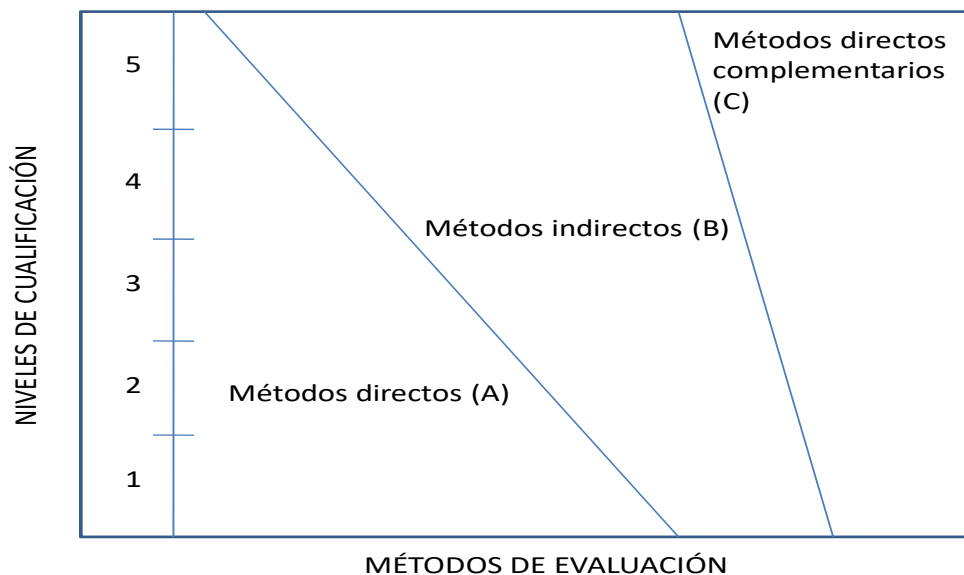 NIVELES DE CUALIFICACIÓN
5
4
3
2
1
Métodos directos
complementarios
(C)
Métodos indirectos (B)
Métodos directos (A)
MÉTODOS DE EVALUACIÓN